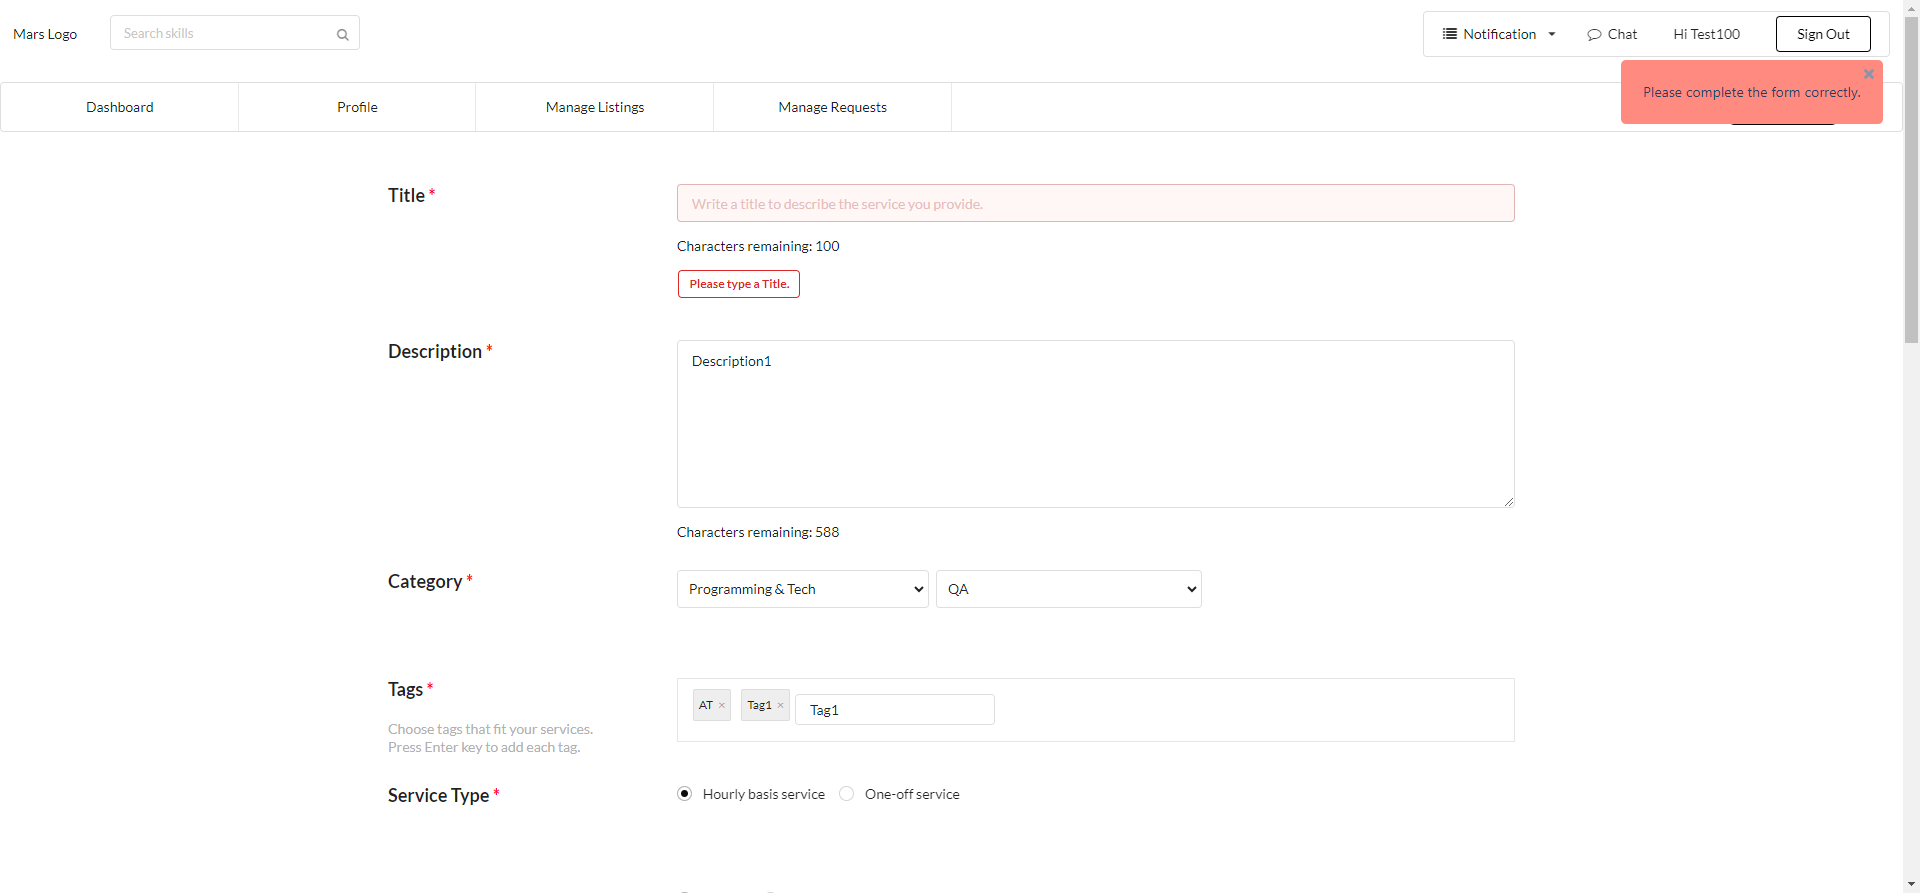 Mars Logo
Search skills
Notification
Chat
Hi Test100
Sign Out
Please complete the form correctly.
Dashboard
Profile
Manage Listings
Manage Requests
Title *
Write a title to describe the service you provide.
Characters remaining: 100
Please type a Title.
Description *
Description1
Characters remaining: 588
Category *
Programming & Tech
QA
Tags *
AT ×
Tag1 ×
Tag1
Choose tags that fit your services.
Press Enter key to add each tag.
Service Type *
Hourly basis service
One-off service